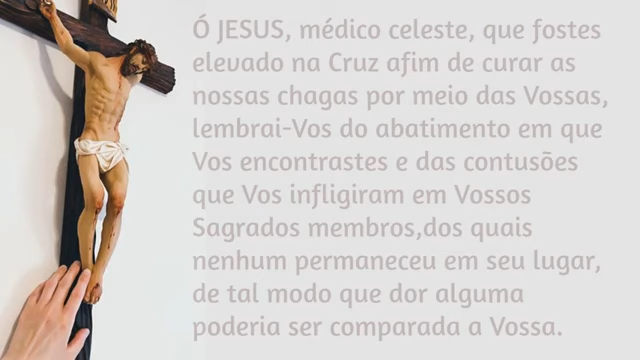 Ó JESUS, médico celeste, que fostes
elevado na Cruz afim de curar as
nossas chagas por meio das Vossas,
lembrai-Vos do abatimento em que
Vos encontrastes e das contusões
que Vos infligiram em Vossos
Sagrados membros,dos quais
nenhum permaneceu em seu lugar,
de tal modo que dor alguma
poderia ser comparada a Vossa.